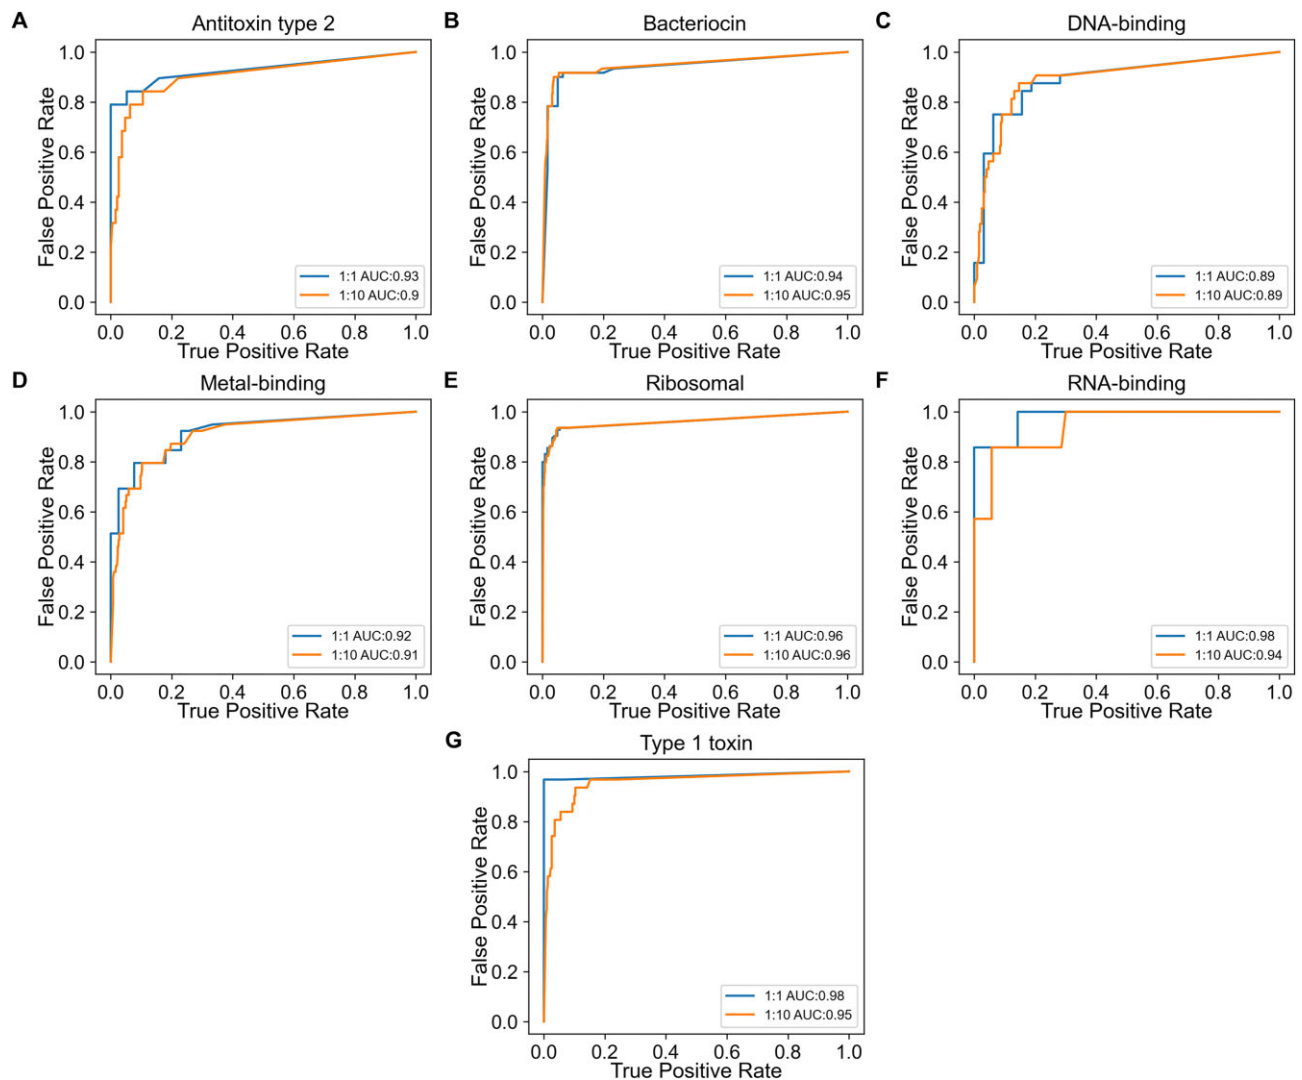 A
Antitoxin type 2
False Positive Rate
1.0
0.8
0.6
0.4
0.2
0.0
1:1 AUC:0.93
1:10 AUC:0.9
0.0 0.2 0.4 0.6 0.8 1.0
True Positive Rate
B
Bacteriocin
False Positive Rate
1.0
0.8
0.6
0.4
0.2
0.0
1:1 AUC:0.94
1:10 AUC:0.95
0.0 0.2 0.4 0.6 0.8 1.0
True Positive Rate
C
DNA-binding
False Positive Rate
1.0
0.8
0.6
0.4
0.2
0.0
1:1 AUC:0.89
1:10 AUC:0.89
0.0 0.2 0.4 0.6 0.8 1.0
True Positive Rate
D
Metal-binding
False Positive Rate
1.0
0.8
0.6
0.4
0.2
0.0
1:1 AUC:0.92
1:10 AUC:0.91
0.0 0.2 0.4 0.6 0.8 1.0
True Positive Rate
E
Ribosomal
False Positive Rate
1.0
0.8
0.6
0.4
0.2
0.0
1:1 AUC:0.96
1:10 AUC:0.96
0.0 0.2 0.4 0.6 0.8 1.0
True Positive Rate
F
RNA-binding
False Positive Rate
1.0
0.8
0.6
0.4
0.2
0.0
1:1 AUC:0.98
1:10 AUC:0.94
0.0 0.2 0.4 0.6 0.8 1.0
True Positive Rate
G
Type 1 toxin
False Positive Rate
1.0
0.8
0.6
0.4
0.2
0.0
1:1 AUC:0.98
1:10 AUC:0.95
0.0 0.2 0.4 0.6 0.8 1.0
True Positive Rate